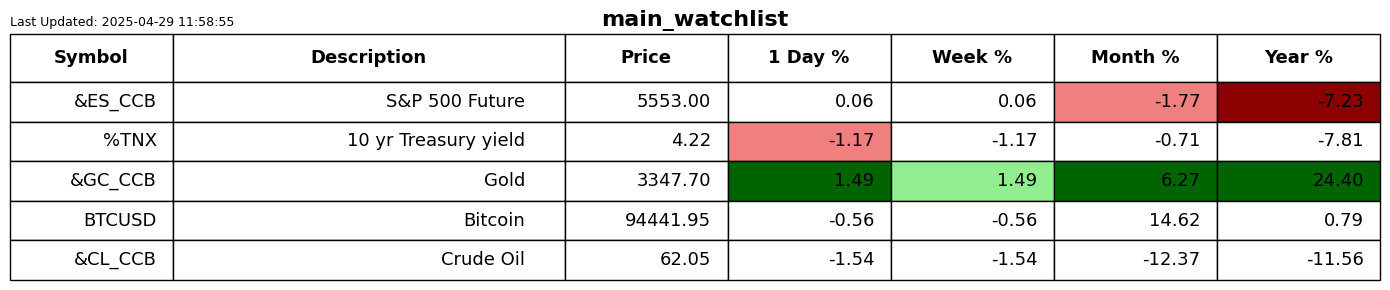 Last Updated: 2025-04-29 11:58:55
main_watchlist
Symbol Description Price 1 Day % Week % Month % Year %
&ES_CCB S&P 500 Future 5553.00 0.06 0.06 -1.77 -7.23
%TNX 10 yr Treasury yield 4.22 -1.17 -1.17 -0.71 -7.81
&GC_CCB Gold 3347.70 1.49 1.49 6.27 24.40
BTCUSD Bitcoin 94441.95 -0.56 -0.56 14.62 0.79
&CL_CCB Crude Oil 62.05 -1.54 -1.54 -12.37 -11.56